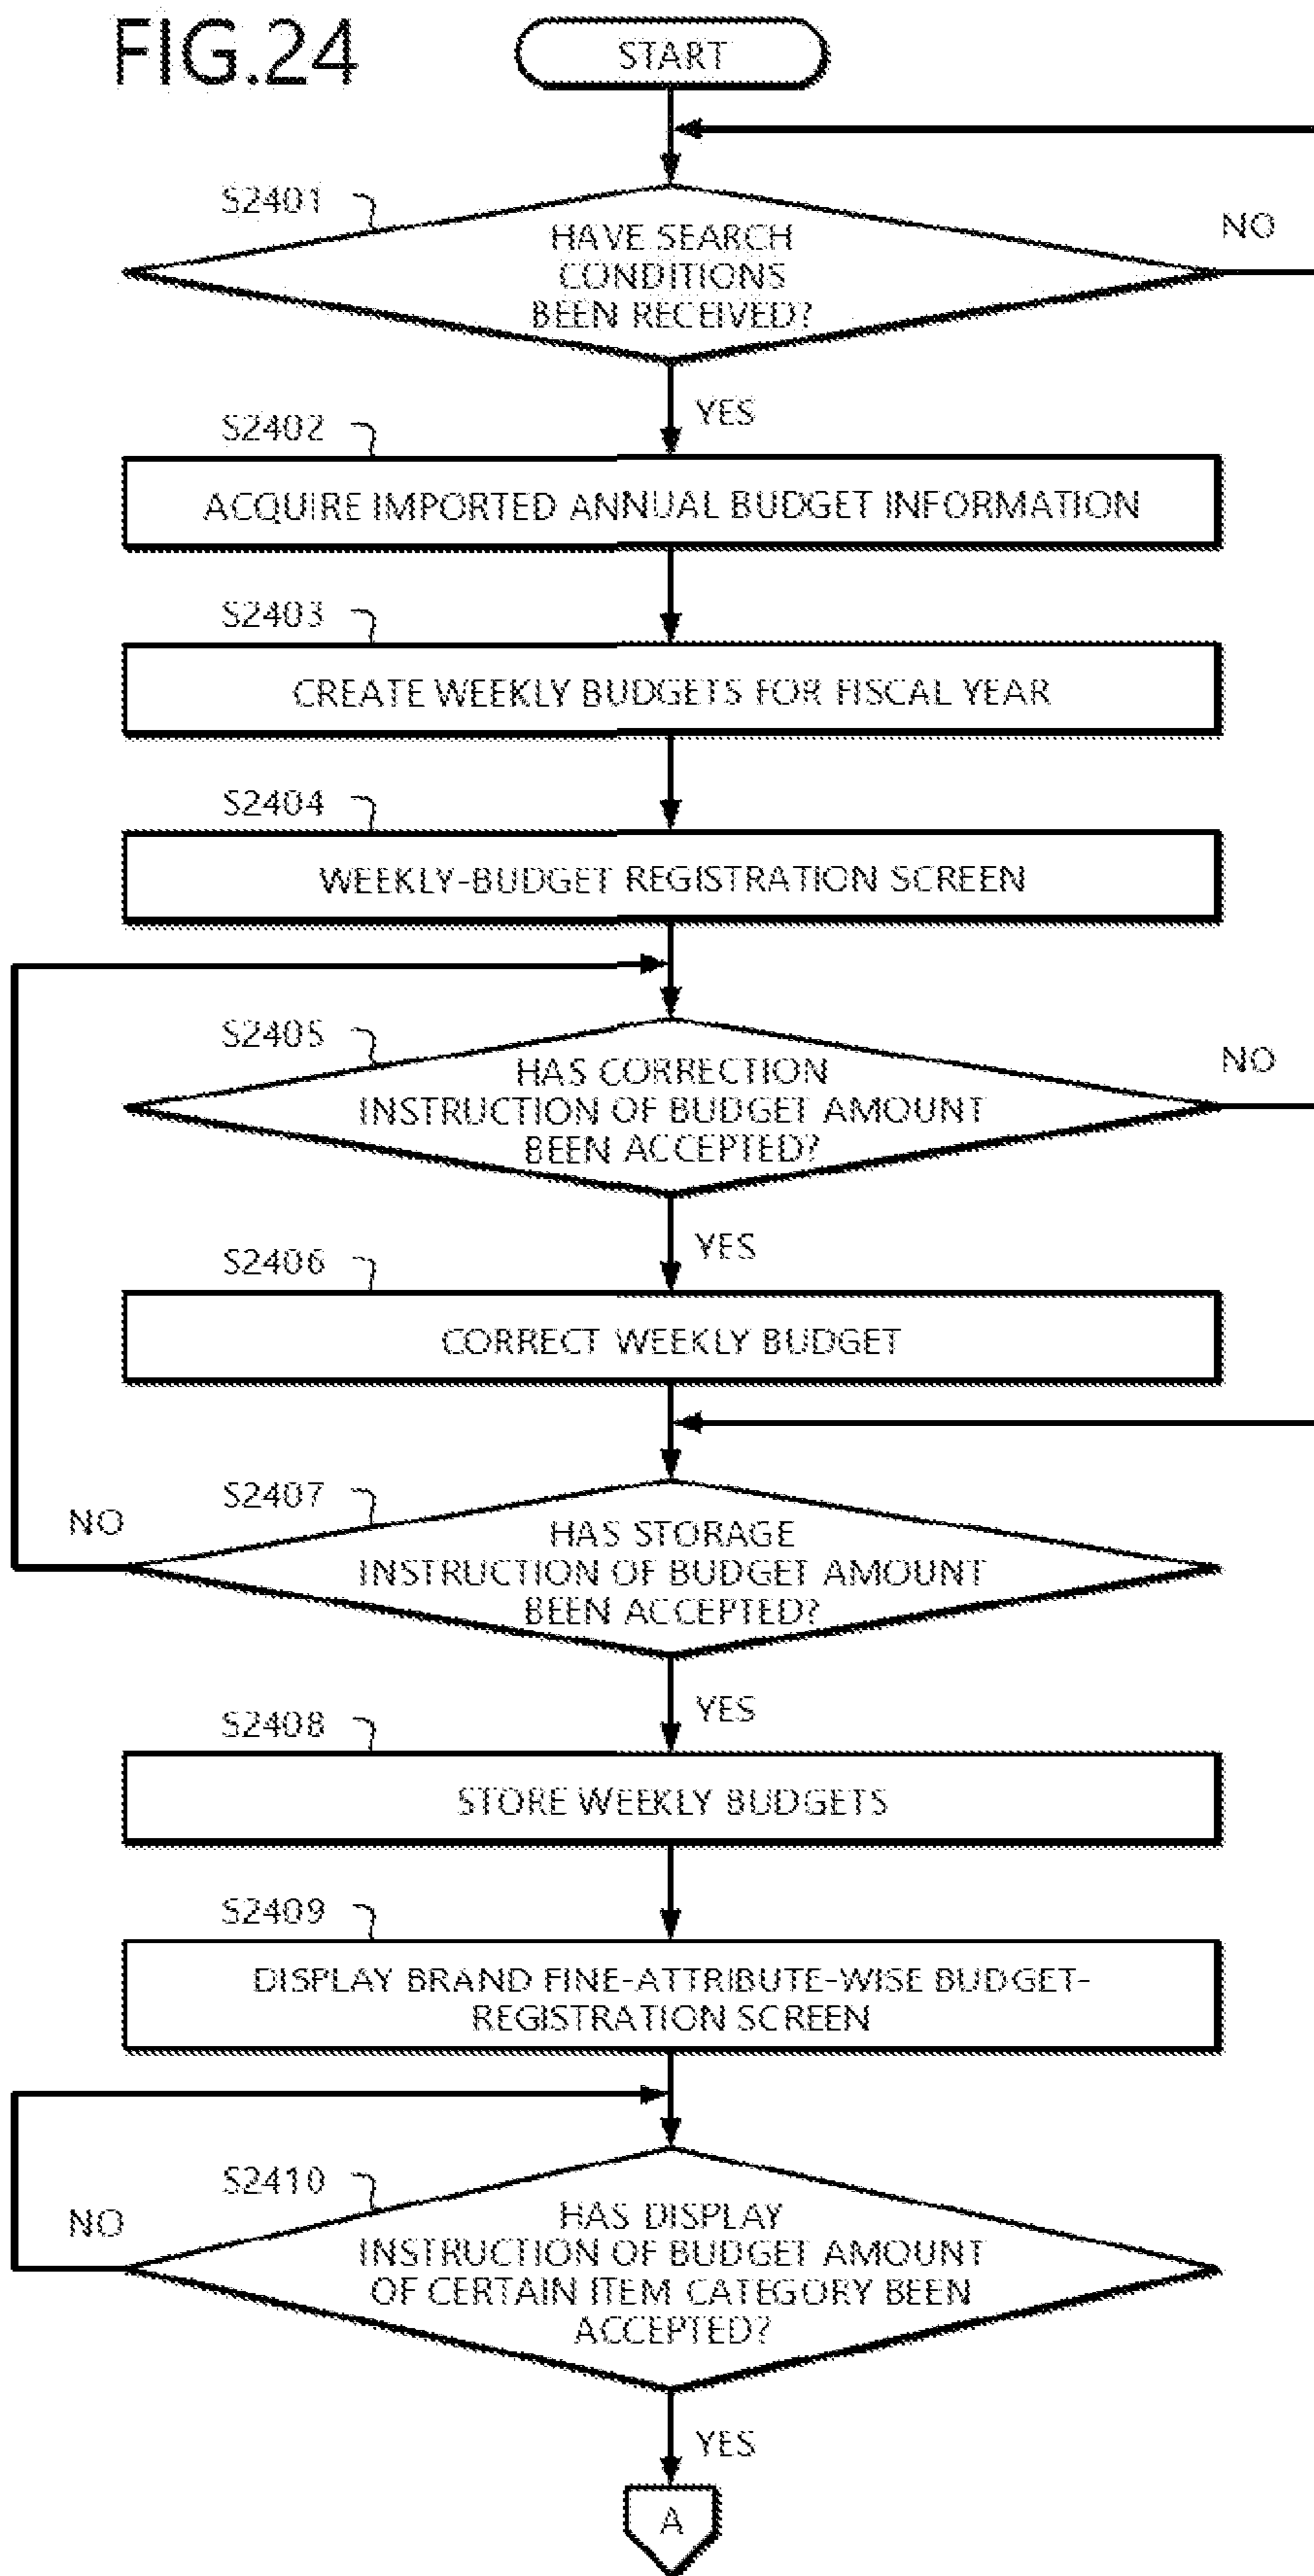 FIG.24
START
S2401
HAVE SEARCH
CONDITIONS
BEEN RECEIVED?
NO
YES
S2402
ACQUIRE IMPORTED ANNUAL BUDGET INFORMATION
S2403
CREATE WEEKLY BUDGETS FOR FISCAL YEAR
S2404
WEEKLY-BUDGET REGISTRATION SCREEN
S2405
HAS CORRECTION
INSTRUCTION OF BUDGET AMOUNT
BEEN ACCEPTED?
NO
YES
S2406
CORRECT WEEKLY BUDGET
S2407
NO
HAS STORAGE
INSTRUCTION OF BUDGET AMOUNT
BEEN ACCEPTED?
YES
S2408
STORE WEEKLY BUDGETS
S2409
DISPLAY BRAND FINE-ATTRIBUTE-WISE BUDGET-
REGISTRATION SCREEN
S2410
NO
HAS DISPLAY
INSTRUCTION OF BUDGET AMOUNT
OF CERTAIN ITEM CATEGORY BEEN
ACCEPTED?
YES
A